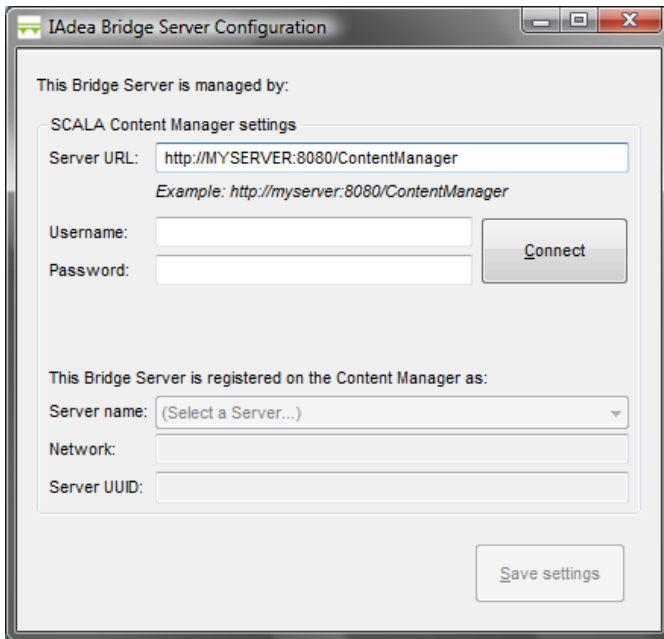 IAdea Bridge Server Configuration
This Bridge Server is managed by:
SCALA Content Manager settings
Server URL: http://MYSERVER:8080/ContentManager
Example: http://myserver:8080/ContentManager
Username:
Connect
Password:
This Bridge Server is registered on the Content Manager as:
Server name: (Select a Server...)
Network:
Server UUID:
Save settings